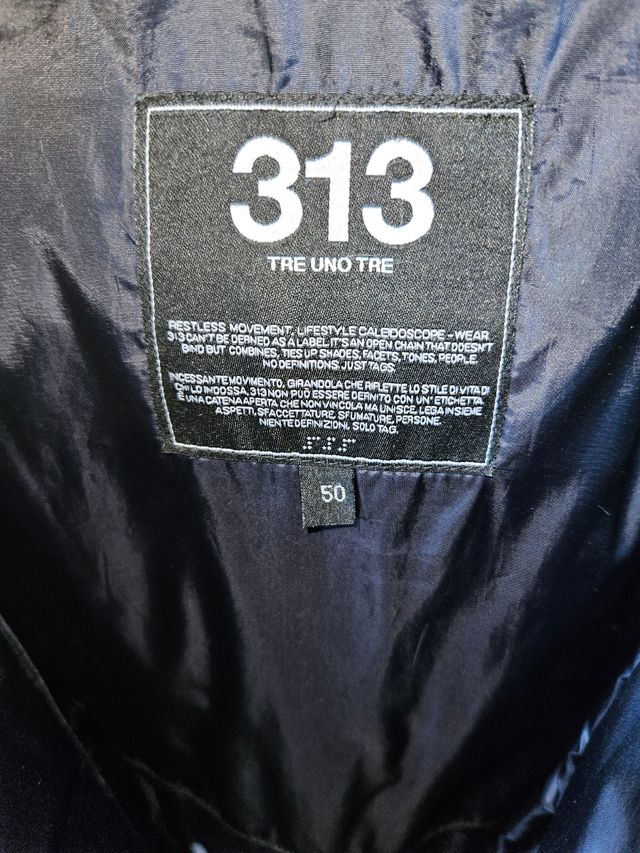 313
TRE UNO TRE
RESTLESS MOVEMENT, LIFESTYLE CALEIDOSCOPE - WEAR
313 CAN'T BE DEFINED AS A LABEL. IT'S AN OPEN CHAIN THAT DOESN'T
BIND BUT COMBINES, TIES UP SHADES, FACETS, TONES, PEOPLE
NO DEFINITIONS. JUST TAGS.
INCESSANTE MOVIMENTO, GIRANDOLA CHE RIFLETTE LO STILE DI VITA DI
CHI LO INDOSSA. 313 NON PUÒ ESSERE DEFINITO CON UN'ETICHETTA.
È UNA CATENA APERTA CHE NON VINCOLA MA UNISCE, LEGA INSIEME
ASPETTI, SFACCETTATURE, SFUMATURE, PERSONE.
NIENTE DEFINIZIONI, SOLO TAG.
50